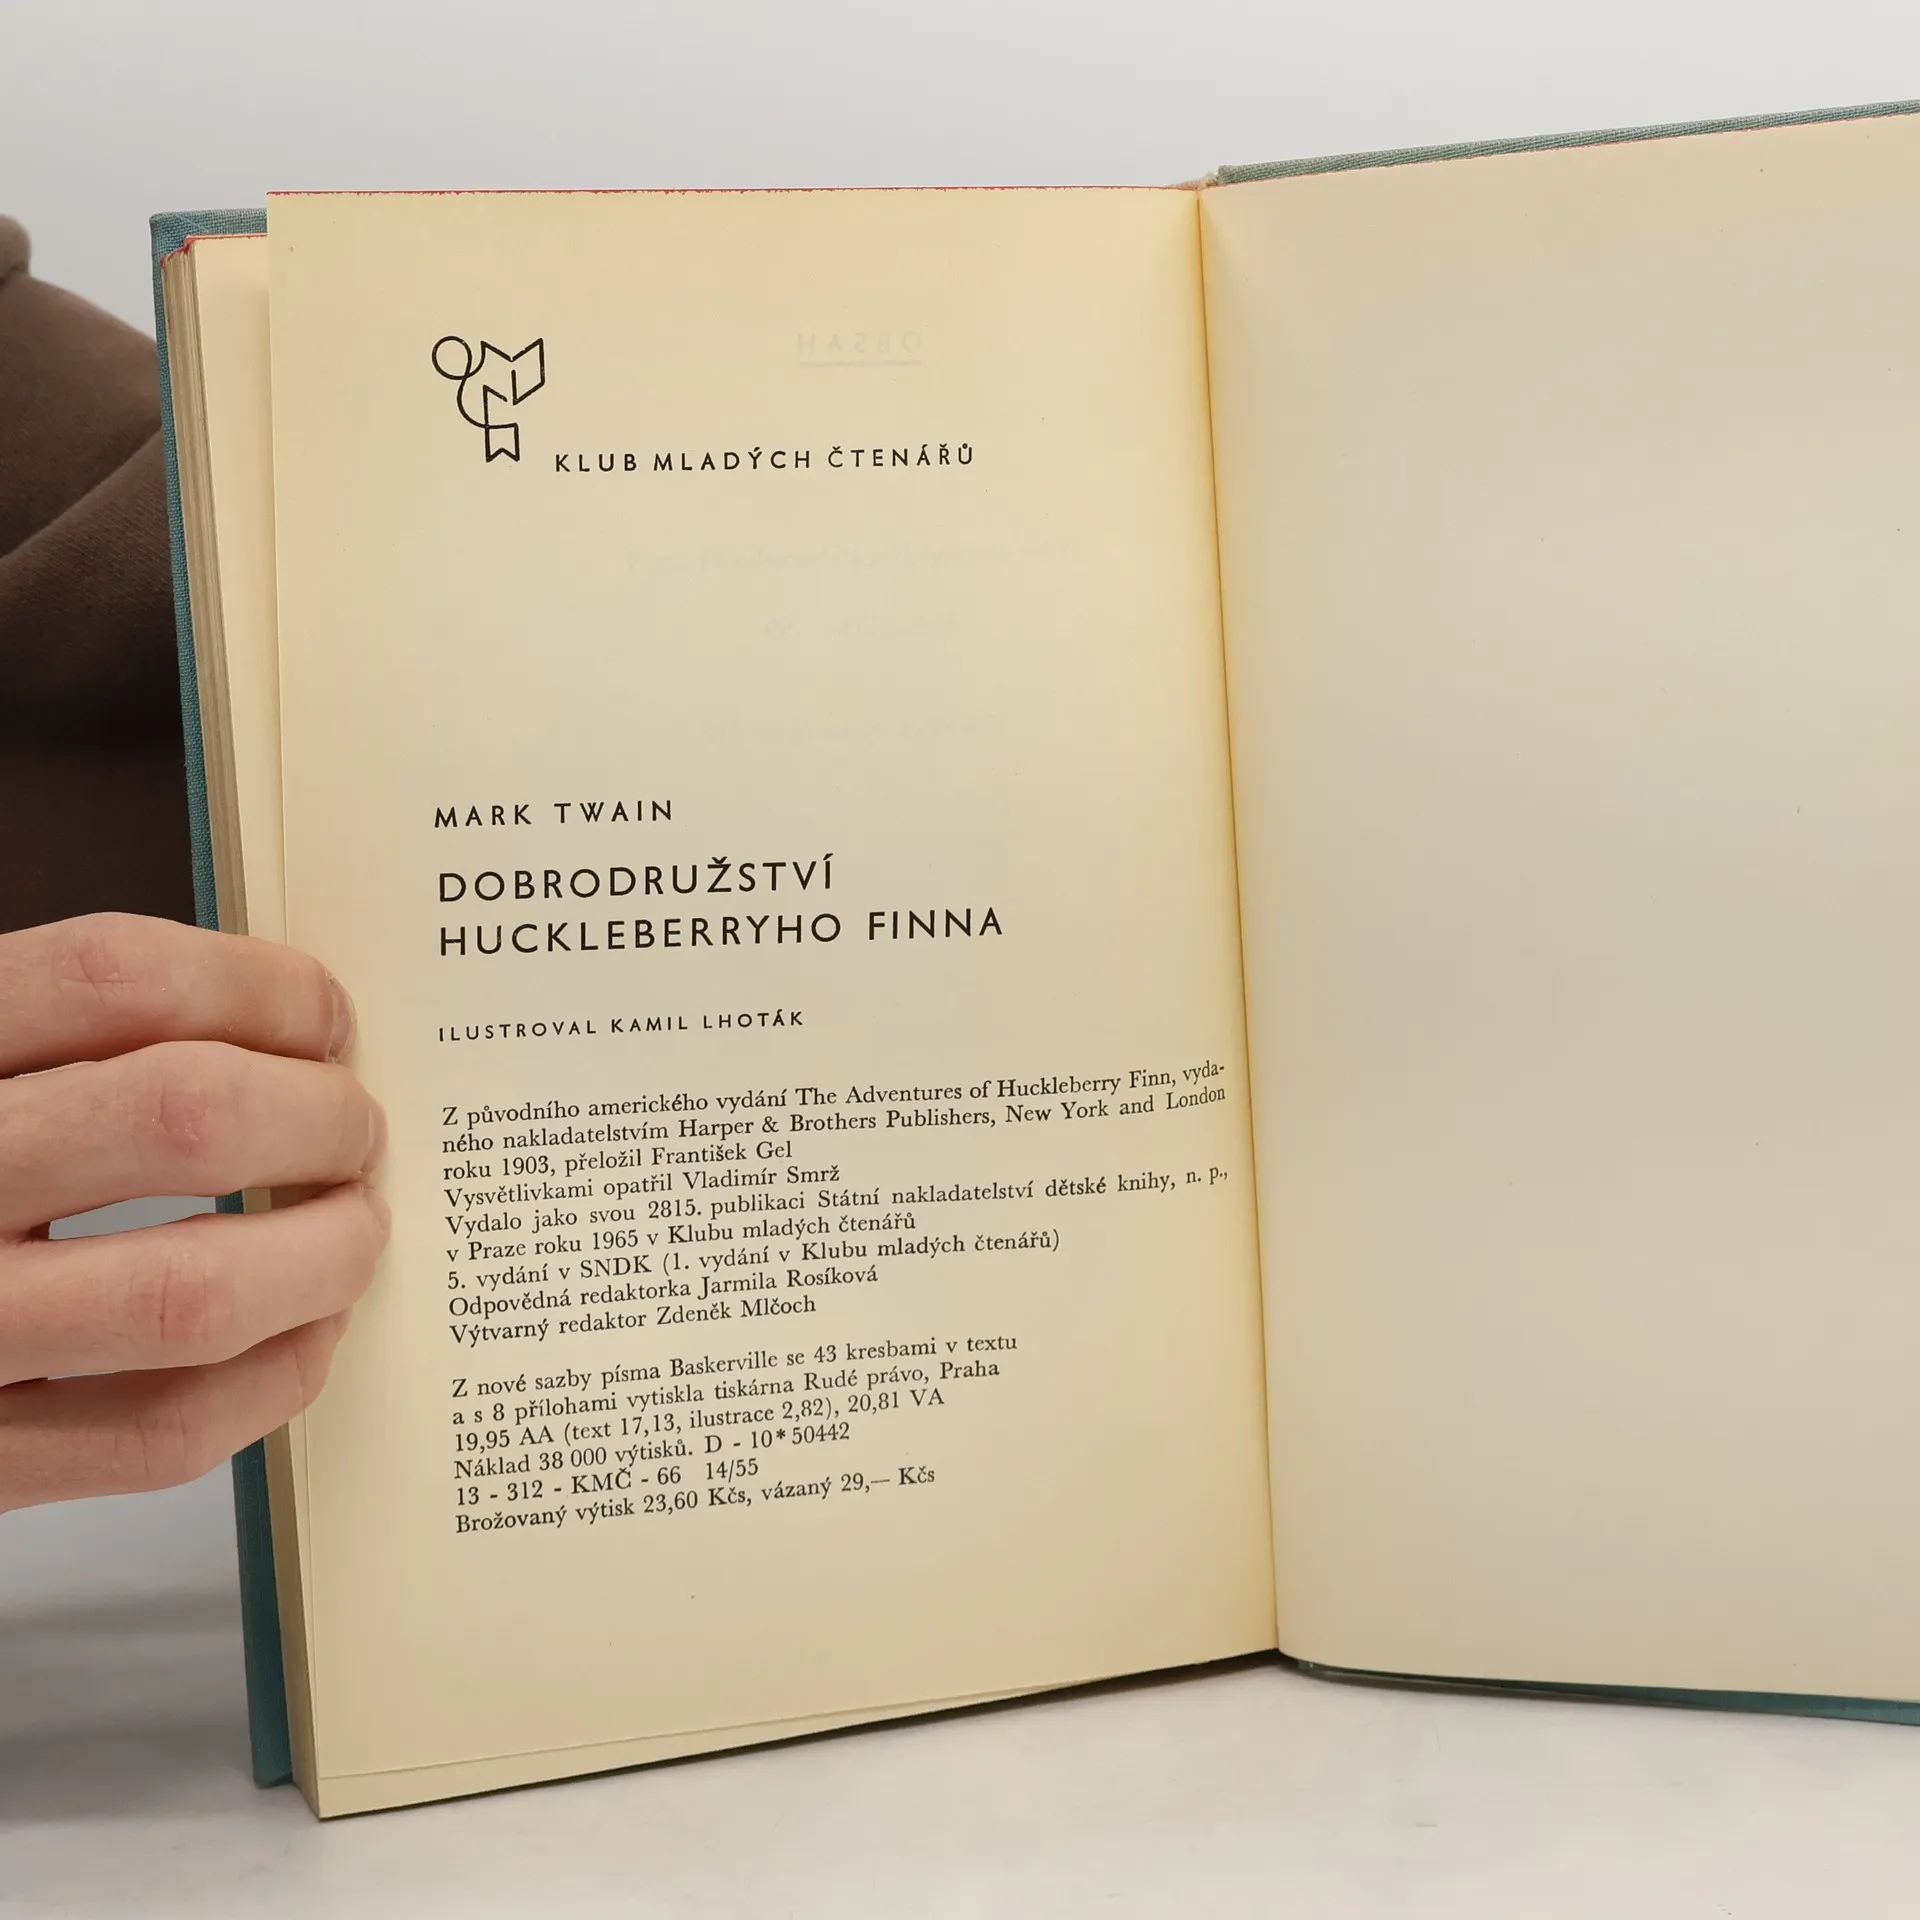 KLUB MLADÝCH ČTENÁŘŮ
MARK TWAIN
DOBRODRUŽSTVÍ
HUCKLEBERRYHO FINNA
ILUSTROVAL KAMIL LHOTÁK
Z původního amerického vydání The Adventures of Huckleberry Finn, vyda-
ného nakladatelstvím Harper & Brothers Publishers, New York and London
roku 1903, přeložil František Gel
Vysvětlivkami opatřil Vladimír Smrž
Vydalo jako svou 2815. publikaci Státní nakladatelství dětské knihy, n. p.,
v Praze roku 1965 v Klubu mladých čtenářů
5. vydání v SNDK (1. vydání v Klubu mladých čtenářů)
Odpovědná redaktorka Jarmila Rosíková
Výtvarný redaktor Zdeněk Mlčoch
Z nové sazby písma Baskerville se 43 kresbami v textu
a s 8 přílohami vytiskla tiskárna Rudé právo, Praha
19,95 AA (text 17,13, ilustrace 2,82), 20,81 VA
Náklad 38 000 výtisků. D - 10*50442
13 - 312 - KMČ - 66 14/55
Brožovaný výtisk 23,60 Kčs, vázaný 29,— Kčs